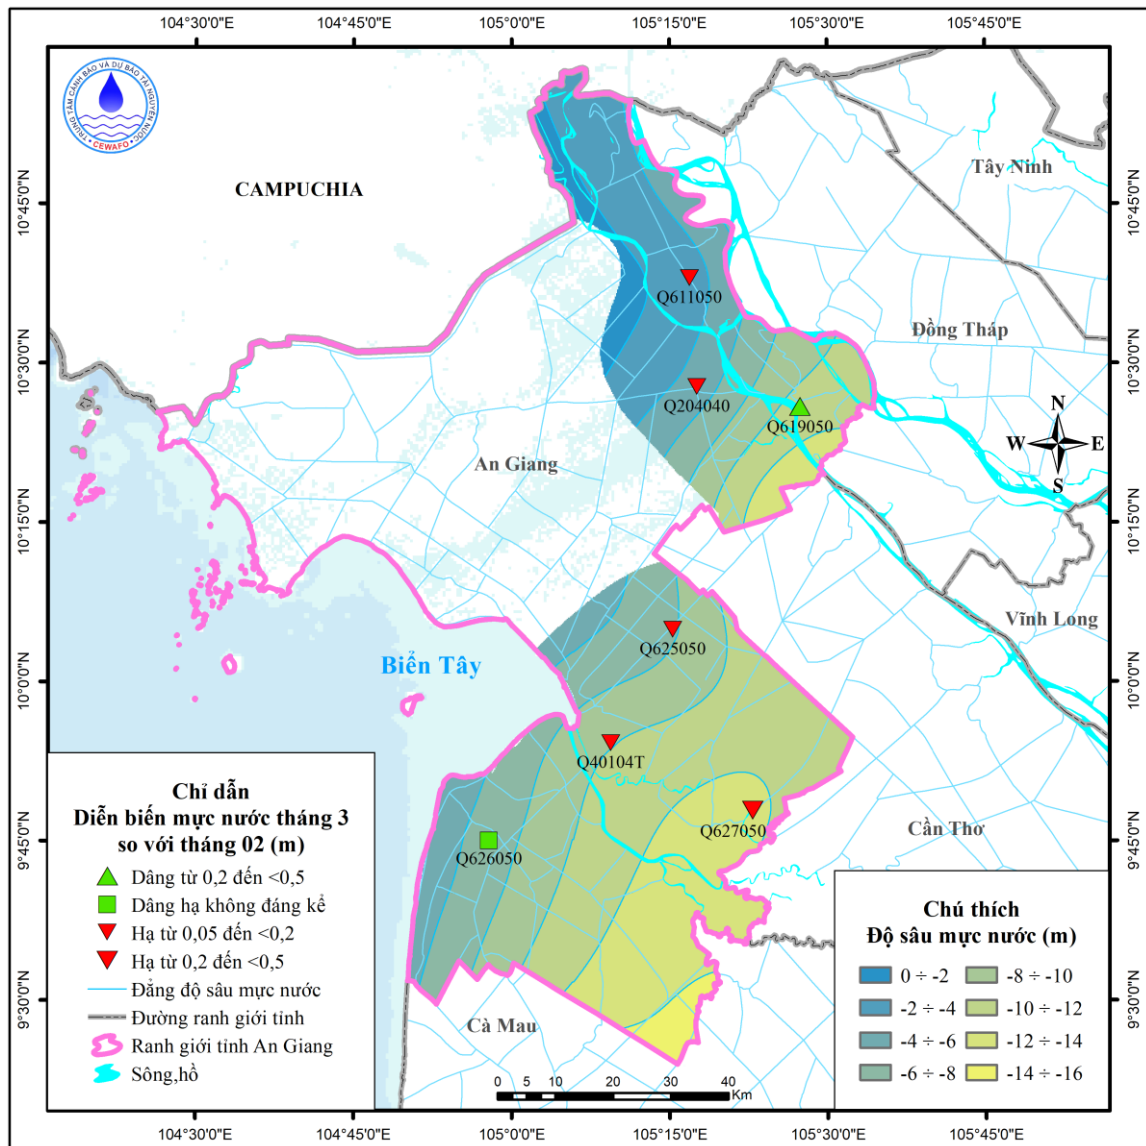 104°30'0"E 104°45'0"E 105°0'0"E 105°15'0"E 105°30'0"E 105°45'0"E
TRUNG TÂM CẢNH BÁO VÀ DỰ BÁO TÀI NGUYÊN NƯỚC
CEWAFO
CAMPUCHIA
Tây Ninh
10°45'0"N
10°45'0"N
Q611050
Đồng Tháp
10°30'0"N
10°30'0"N
Q204040
Q619050
N
W E
S
An Giang
10°15'0"N
10°15'0"N
Vĩnh Long
Q625050
Biển Tây
10°0'0"N
10°0'0"N
Q40104T
Q627050
Cần Thơ
Q626050
9°45'0"N
9°45'0"N
9°30'0"N
9°30'0"N
Cà Mau
Chỉ dẫn
Diễn biến mực nước tháng 3
so với tháng 02 (m)
Dâng từ 0,2 đến <0,5
Dâng hạ không đáng kể
Hạ từ 0,05 đến <0,2
Hạ từ 0,2 đến <0,5
Đẳng độ sâu mực nước
Đường ranh giới tỉnh
Ranh giới tỉnh An Giang
Sông,hồ
0 5 10 20 30 40
Km
Chú thích
Độ sâu mực nước (m)
0 ÷ -2 -8 ÷ -10
-2 ÷ -4 -10 ÷ -12
-4 ÷ -6 -12 ÷ -14
-6 ÷ -8 -14 ÷ -16
104°30'0"E 104°45'0"E 105°0'0"E 105°15'0"E 105°30'0"E 105°45'0"E